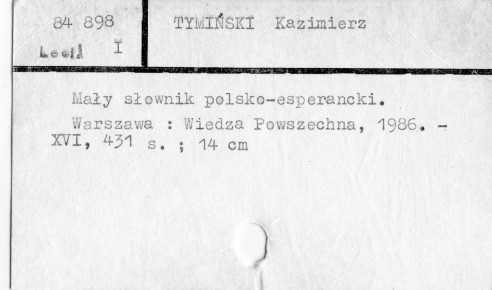 84 898
I
TYMIŃSKI Kazimierz
Mały słownik polsko-esperancki.
Warszawa : Wiedza Powszechna, 1986. -
XVI, 431 s. ; 14 cm